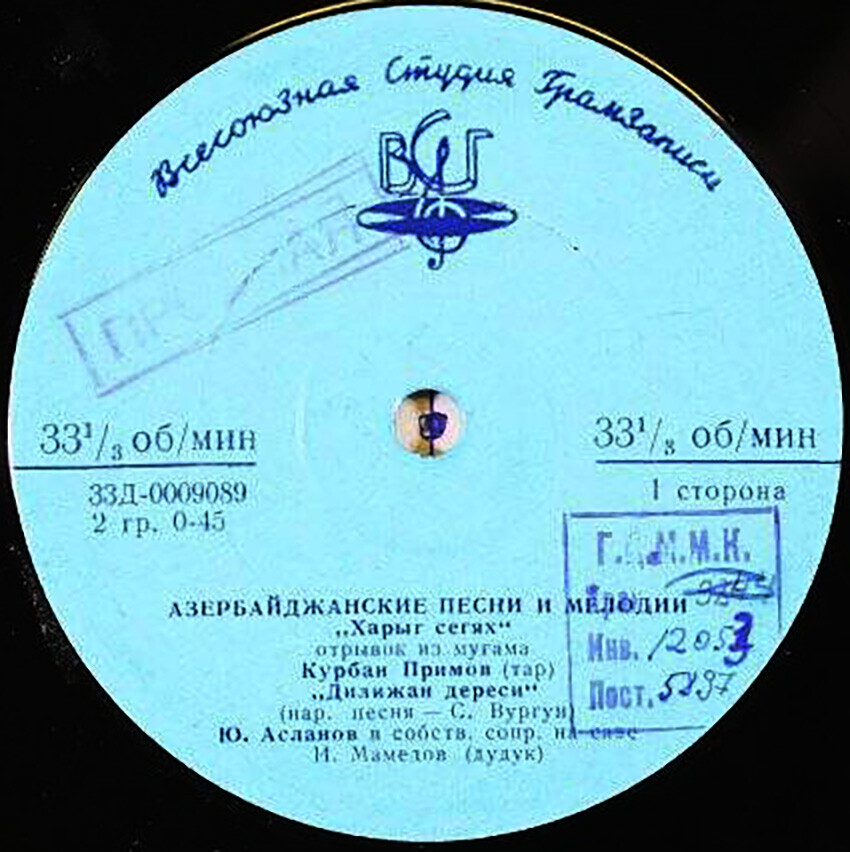 Всесоюзная Студия Грамзаписи
ВСГ
33¹/₃ об/мин
33Д-0009089
2 гр. 0-45
33¹/₃ об/мин
1 сторона
Г.Ц.М.М.К.
Инв. 12053
Пост. 5897
АЗЕРБАЙДЖАНСКИЕ ПЕСНИ И МЕЛОДИИ
„Харыг сегях“
отрывок из мугама
Курбан Примов (тар)
„Дилижан дереси“
(нар. песня — С. Вургун)
Ю. Асланов в собств. сопр. на сазе
И. Мамедов (дудук)